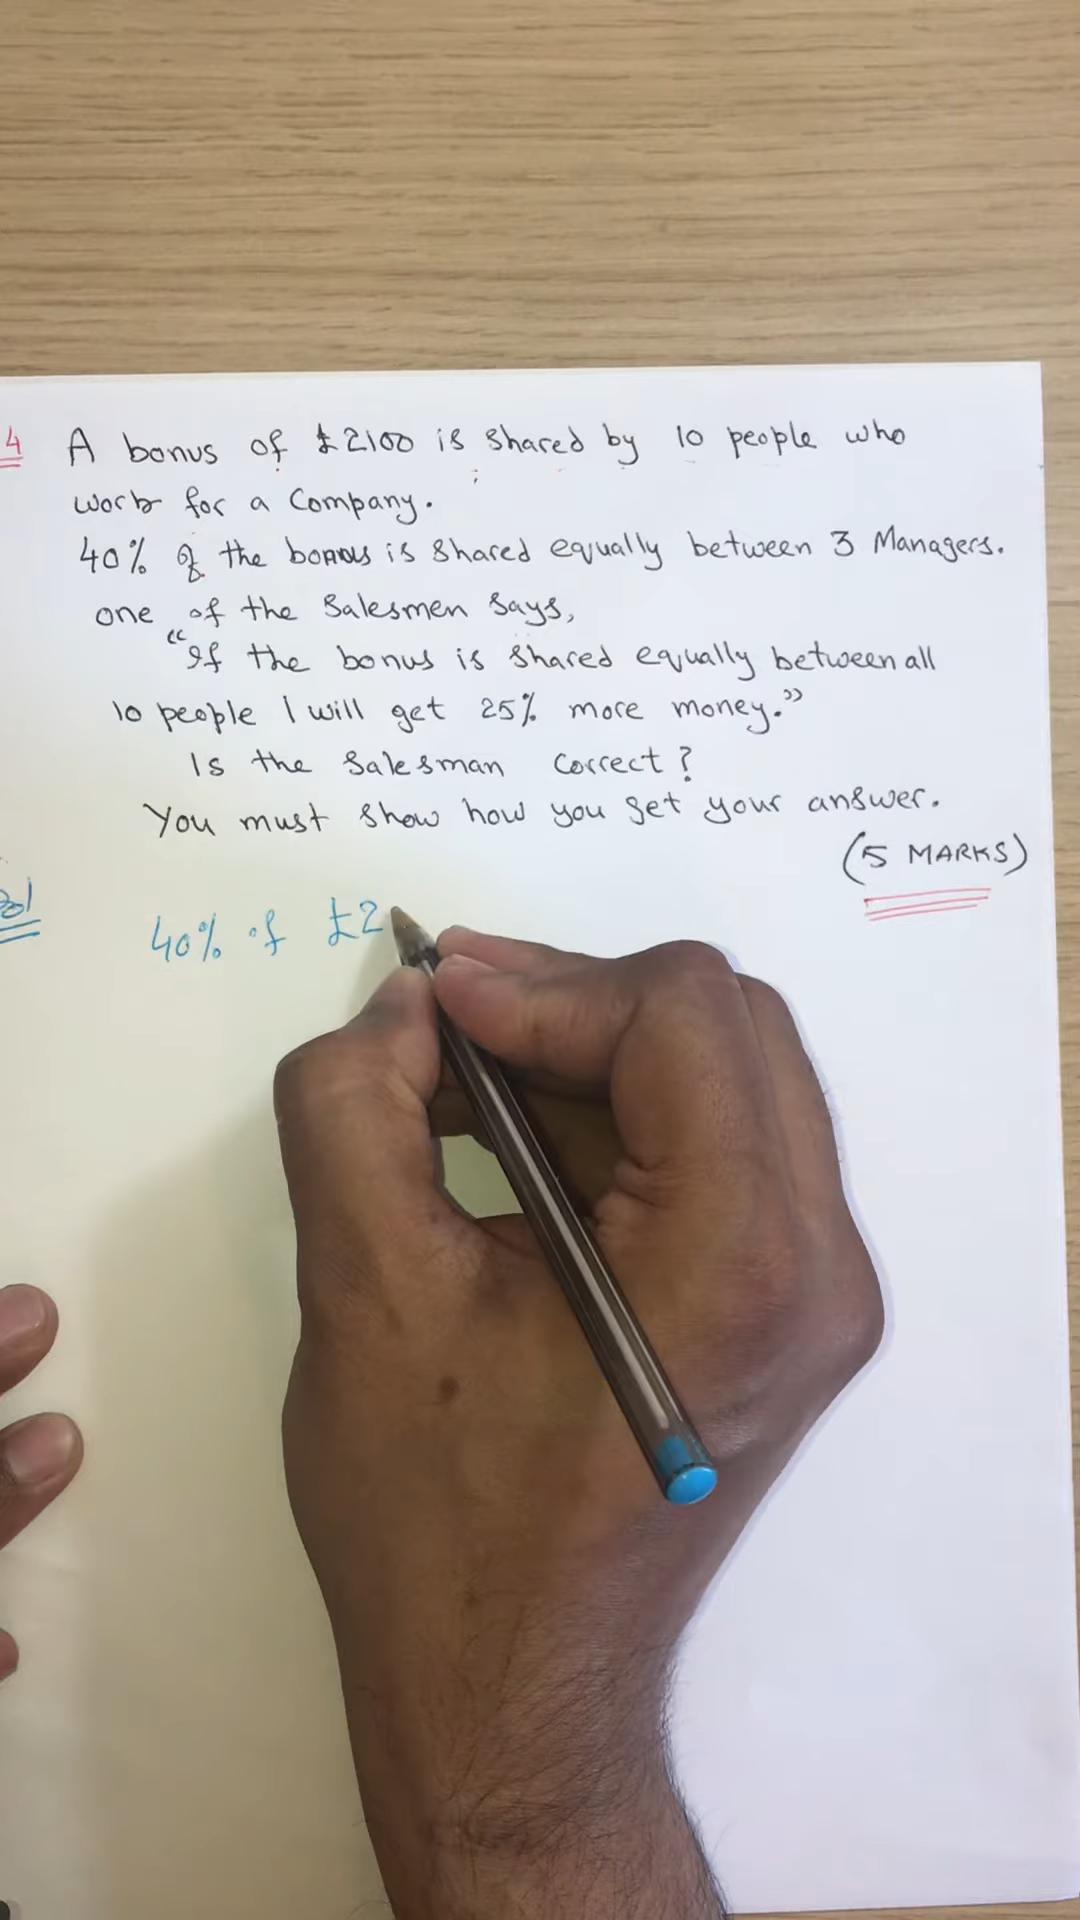 4 A bonus of £2100 is shared by 10 people who
work for a Company.
40% of the bonus is shared equally between 3 Managers.
one of the Salesmen says,
"If the bonus is shared equally between all
10 people I will get 25% more money."
Is the Salesman Correct?
You must show how you get your answer.
(5 MARKS)
Sol
40% of £2